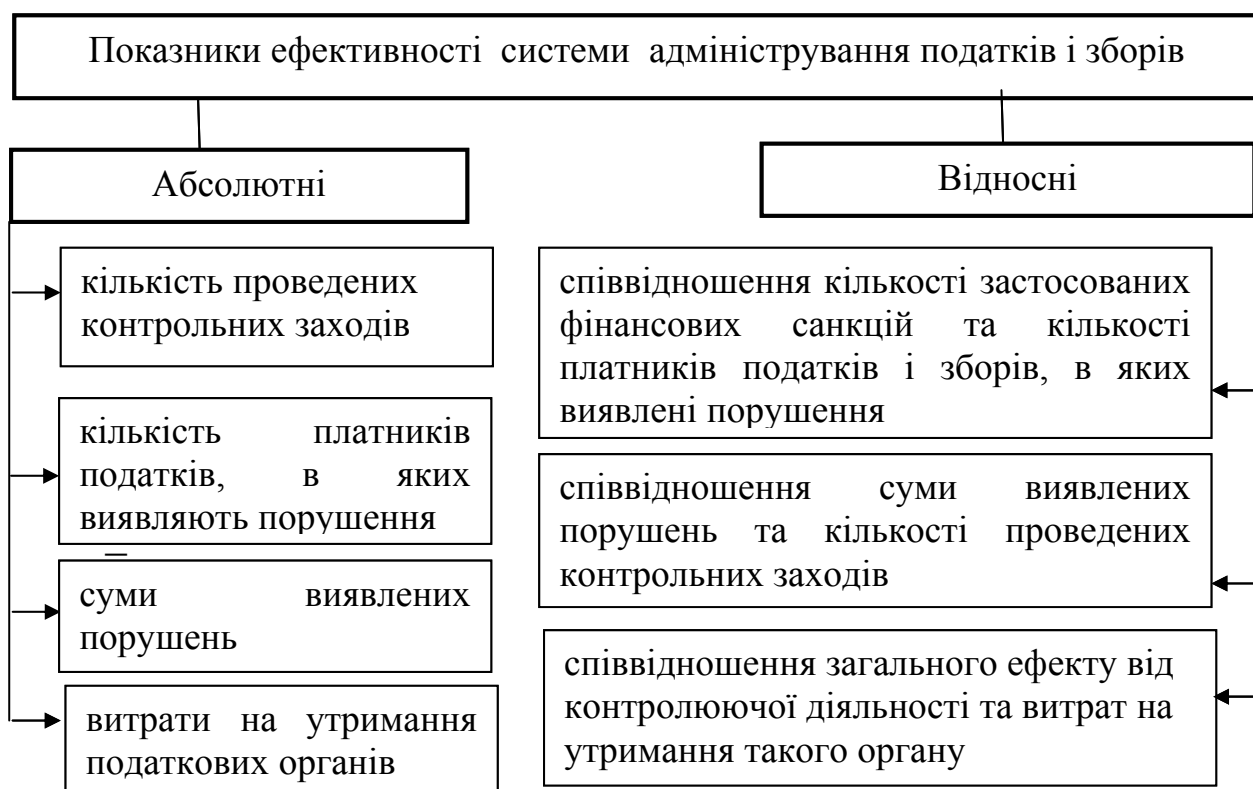 Показники ефективності системи адміністрування податків і зборів
Абсолютні
кількість проведених
контрольних заходів
кількість платників
податків, в яких
виявляють порушення
суми виявлених
порушень
витрати на утримання
податкових органів
Відносні
співвідношення кількості застосованих
фінансових санкцій та кількості
платників податків і зборів, в яких
виявлені порушення
співвідношення суми виявлених
порушень та кількості проведених
контрольних заходів
співвідношення загального ефекту від
контролюючої діяльності та витрат на
утримання такого органу